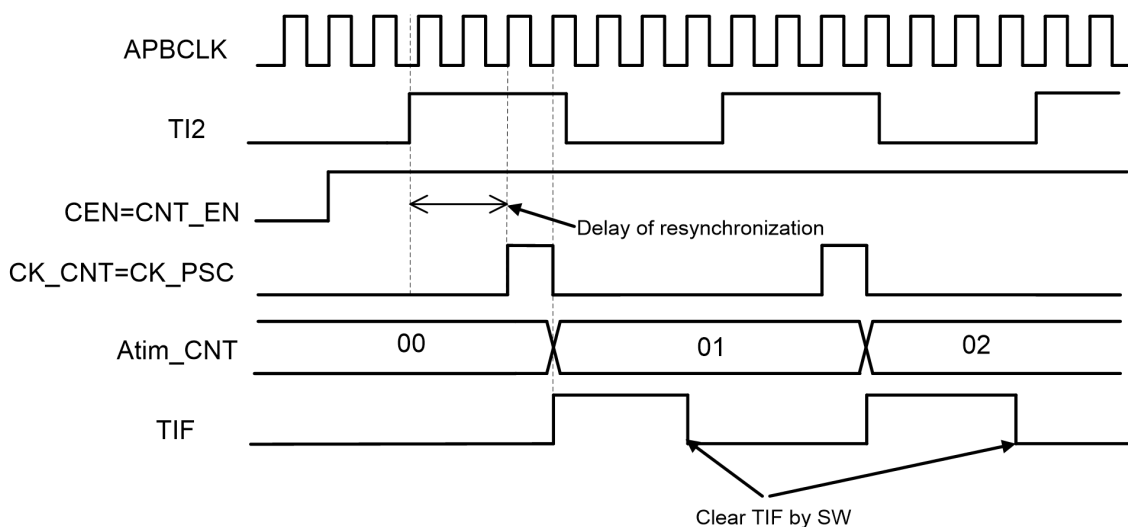 APBCLK
TI2
CEN=CNT_EN
Delay of resynchronization
CK_CNT=CK_PSC
Atim_CNT 00 01 02
TIF
Clear TIF by SW